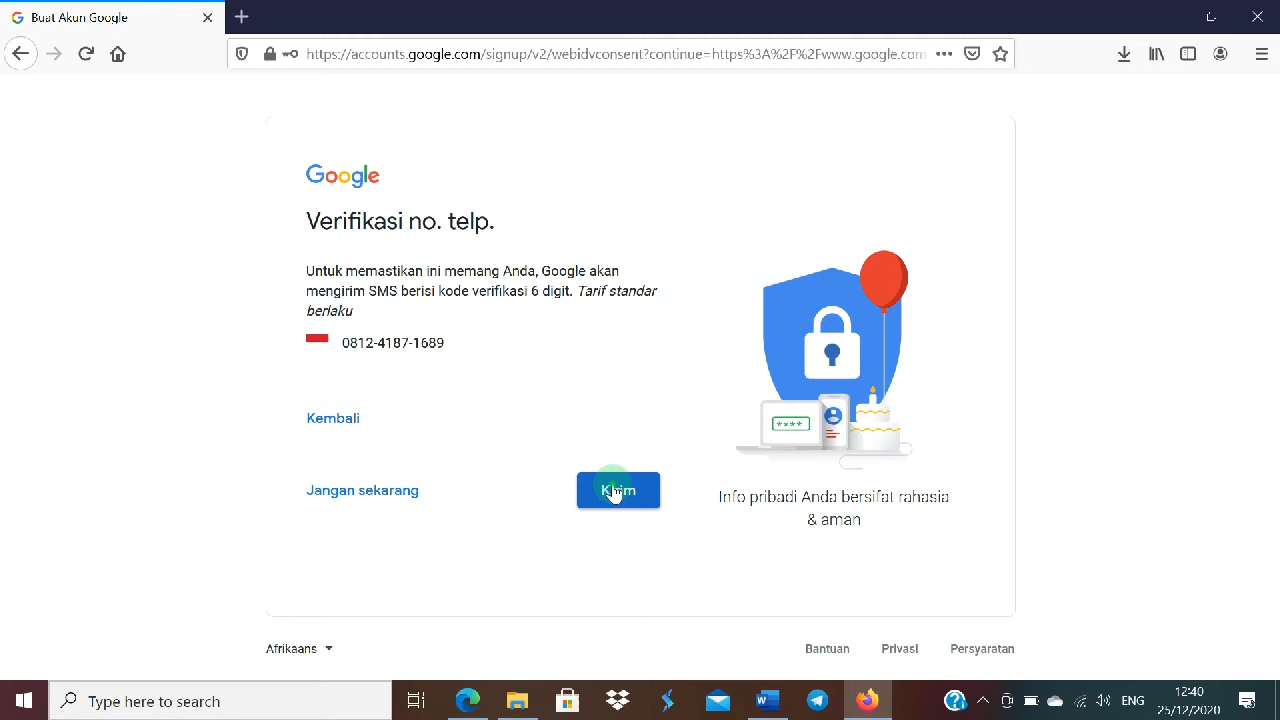 Buat Akun Google
https://accounts.google.com/signup/v2/webidvconsent?continue=https%3A%2F%2Fwww.google.com
Google
Verifikasi no. telp.
Untuk memastikan ini memang Anda, Google akan
mengirim SMS berisi kode verifikasi 6 digit. Tarif standar
berlaku
0812-4187-1689
Kembali
Jangan sekarang
Kirim
****
Info pribadi Anda bersifat rahasia
& aman
Afrikaans
Bantuan
Privasi
Persyaratan
Type here to search
ENG
12:40
25/12/2020